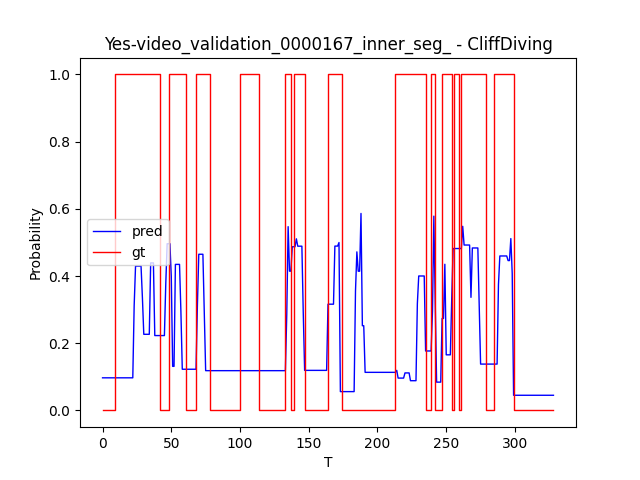 Yes-video_validation_0000167_inner_seg_ - CliffDiving
1.0
0.8
0.6
0.4
0.2
0.0
Probability
pred
gt
0 50 100 150 200 250 300
T